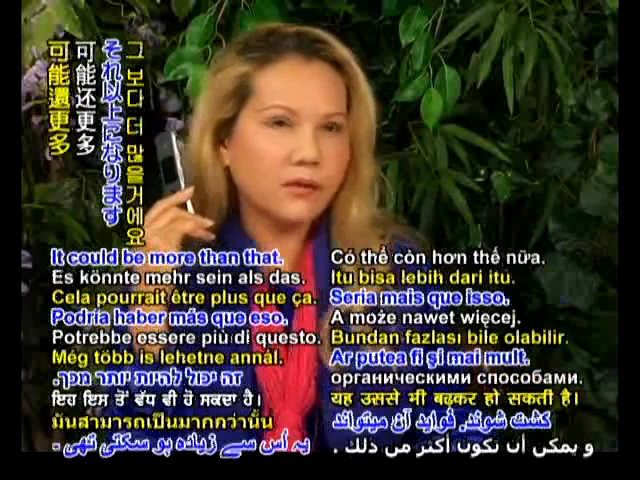 可能還更多
可能还更多
それ以上になります
그 보다 더 많을거에요
It could be more than that.
Es könnte mehr sein als das.
Cela pourrait être plus que ça.
Podría haber más que eso.
Potrebbe essere più di questo.
Még több is lehetne annál.
זה יכול להיות יותר מכך.
ਇਹ ਇਸ ਤੋਂ ਵੱਧ ਵੀ ਹੋ ਸਕਦਾ ਹੈ।
มันสามารถเป็นมากกว่านั้น
یہ اُس سے زیادہ ہو سکتی تھی ۔
Có thể còn hơn thế nữa.
Itu bisa lebih dari itu.
Seria mais que isso.
A może nawet więcej.
Bundan fazlası bile olabilir.
Ar putea fi şi mai mult.
органическими способами.
यह उससे भी बढ़कर हो सकती है।
کشت شوند. فواید آن میتواند
و يمكن أن تكون أكثر من ذلك .